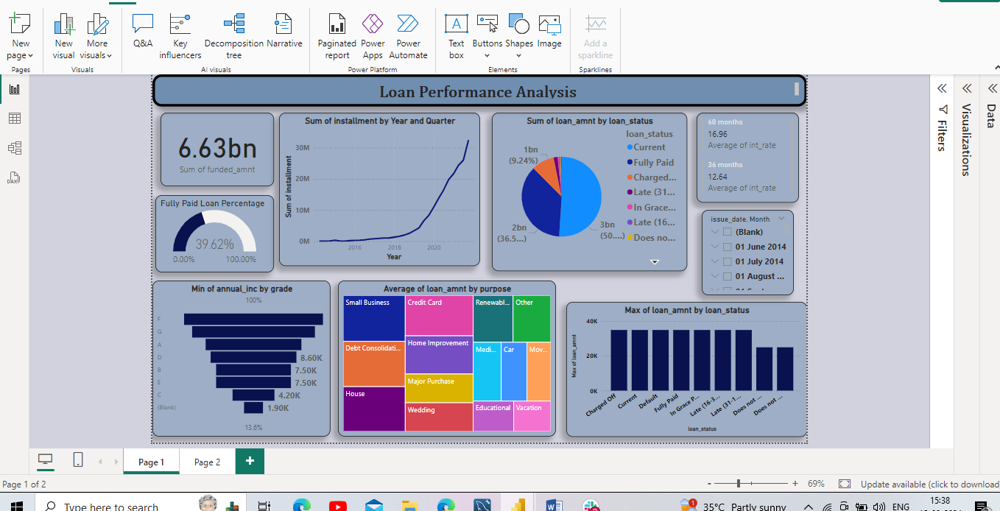 New page
New visual
More visuals
Q&A
Key influencers
Decomposition tree
Narrative
Paginated report
Power Apps
Power Automate
Text box
Buttons
Shapes
Image
Add a sparkline
Pages
Visuals
AI visuals
Power Platform
Elements
Sparklines
Loan Performance Analysis
6.63bn
Sum of funded_amnt
Fully Paid Loan Percentage
39.62%
0.00%
100.00%
Sum of installment by Year and Quarter
Sum of installment
30M
20M
10M
0M
2016
2018
2020
Year
Sum of loan_amnt by loan_status
1bn
(9.24%)
2bn
(36.5...)
3bn
(50....)
loan_status
Current
Fully Paid
Charged...
Late (31...
In Grace...
Late (16...
Does no...
60 months
16.96
Average of int_rate
36 months
12.64
Average of int_rate
issue_date, Month
(Blank)
01 June 2014
01 July 2014
01 August ...
Min of annual_inc by grade
100%
F
G
A
D
8.60K
B
7.50K
E
7.50K
C
4.20K
(Blank)
1.90K
13.6%
Average of loan_amnt by purpose
Small Business
Credit Card
Renewabl...
Other
Debt Consolidati...
Home Improvement
Medi...
Car
Mov...
House
Major Purchase
Wedding
Educational
Vacation
Max of loan_amnt by loan_status
Max of loan_amnt
40K
20K
0K
Charged Off
Current
Default
Fully Paid
In Grace P...
Late (16-3...
Late (31-1...
Does not ...
Does not ...
loan_status
Filters
Visualizations
Data
DAX
Page 1
Page 2
+
Page 1 of 2
- + 69%
Update available (click to download
Type here to search
1
35°C Partly sunny
ENG
15:38